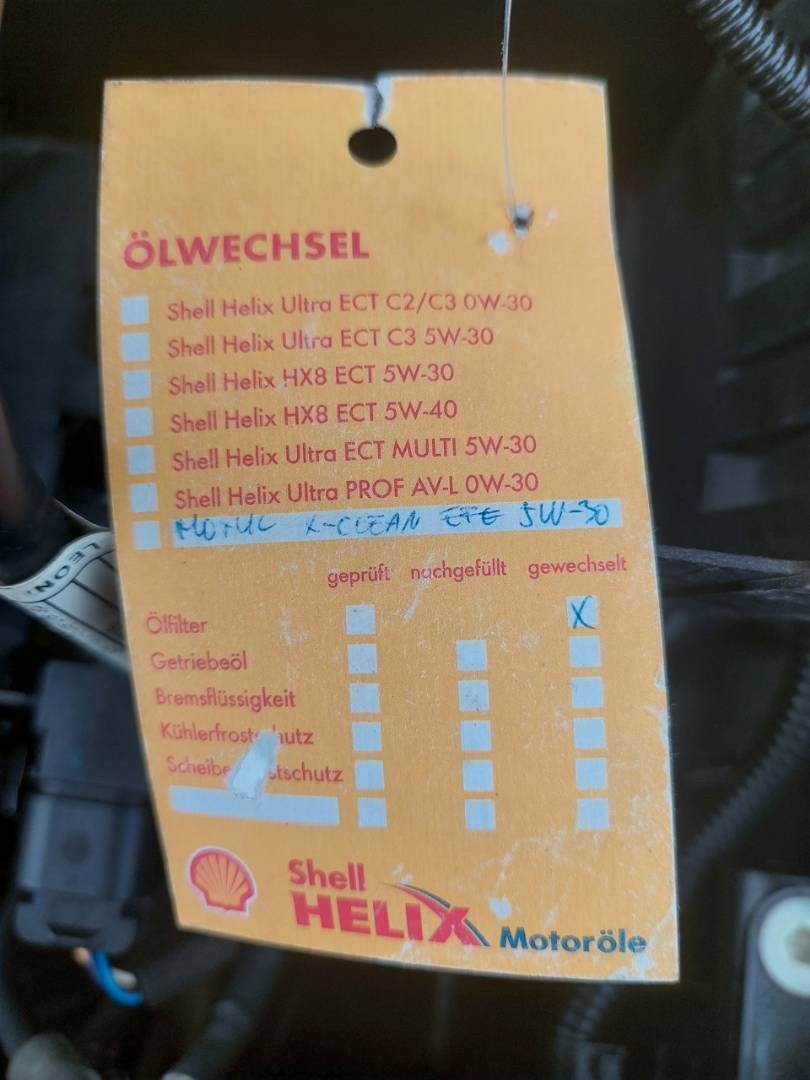 ÖLWECHSEL
Shell Helix Ultra ECT C2/C3 0W-30
Shell Helix Ultra ECT C3 5W-30
Shell Helix HX8 ECT 5W-30
Shell Helix HX8 ECT 5W-40
Shell Helix Ultra ECT MULTI 5W-30
Shell Helix Ultra PROF AV-L 0W-30
MOTUL X-CLEAN EFE 5W-30
geprüft nachgefüllt gewechselt
Ölfilter X
Getriebeöl
Bremsflüssigkeit
Kühlerfrostschutz
Shell
HELIX Motoröle
LEON